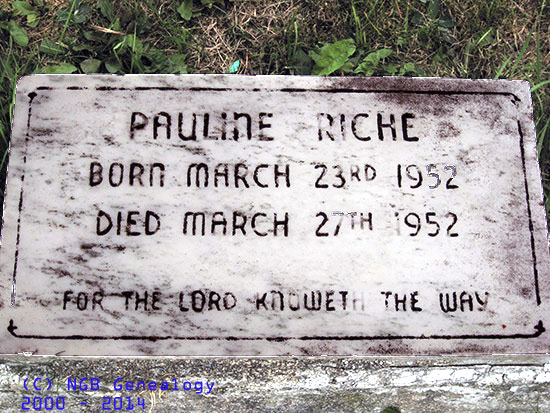 PAULINE RICHE
BORN MARCH 23RD 1952
DIED MARCH 27TH 1952
FOR THE LORD KNOWETH THE WAY
(C) NGB Genealogy
2000 - 2014